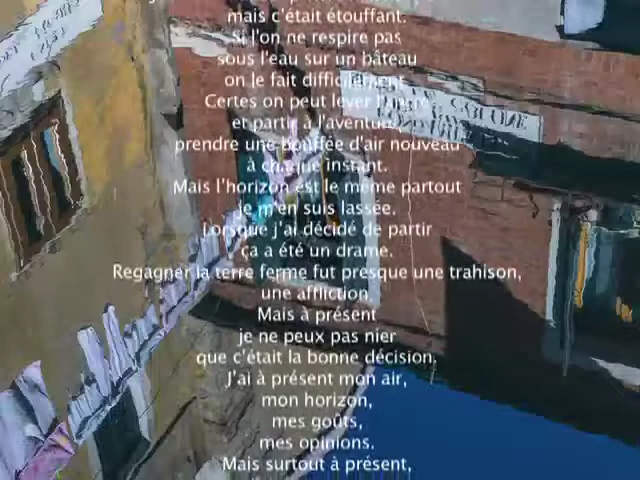 mais c'était étouffant.
Si l'on ne respire pas
sous l'eau sur un bâteau
on le fait difficilement.
Certes on peut lever l'ancre
et partir à l'aventure,
prendre une bouffée d'air nouveau
à chaque instant.
Mais l'horizon est le même partout
je m'en suis lassée.
Lorsque j'ai décidé de partir
ça a été un drame.
Regagner la terre ferme fut presque une trahison,
une affliction.
Mais à présent
je ne peux pas nier
que c'était la bonne décision,
J'ai à présent mon air,
mon horizon,
mes goûts,
mes opinions.
Mais surtout à présent,